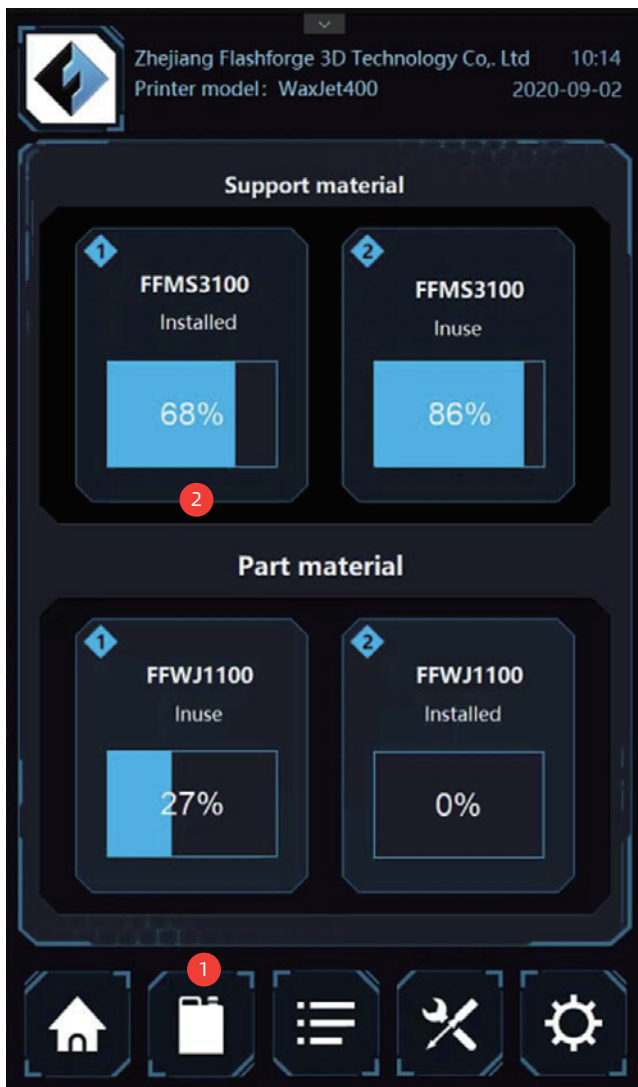 Zhejiang Flashforge 3D Technology Co,. Ltd 10:14
Printer model: WaxJet400 2020-09-02
Support material
1
FFMS3100
Installed
68%
2
2
FFMS3100
Inuse
86%
Part material
1
FFWJ1100
Inuse
27%
2
FFWJ1100
Installed
0%
1